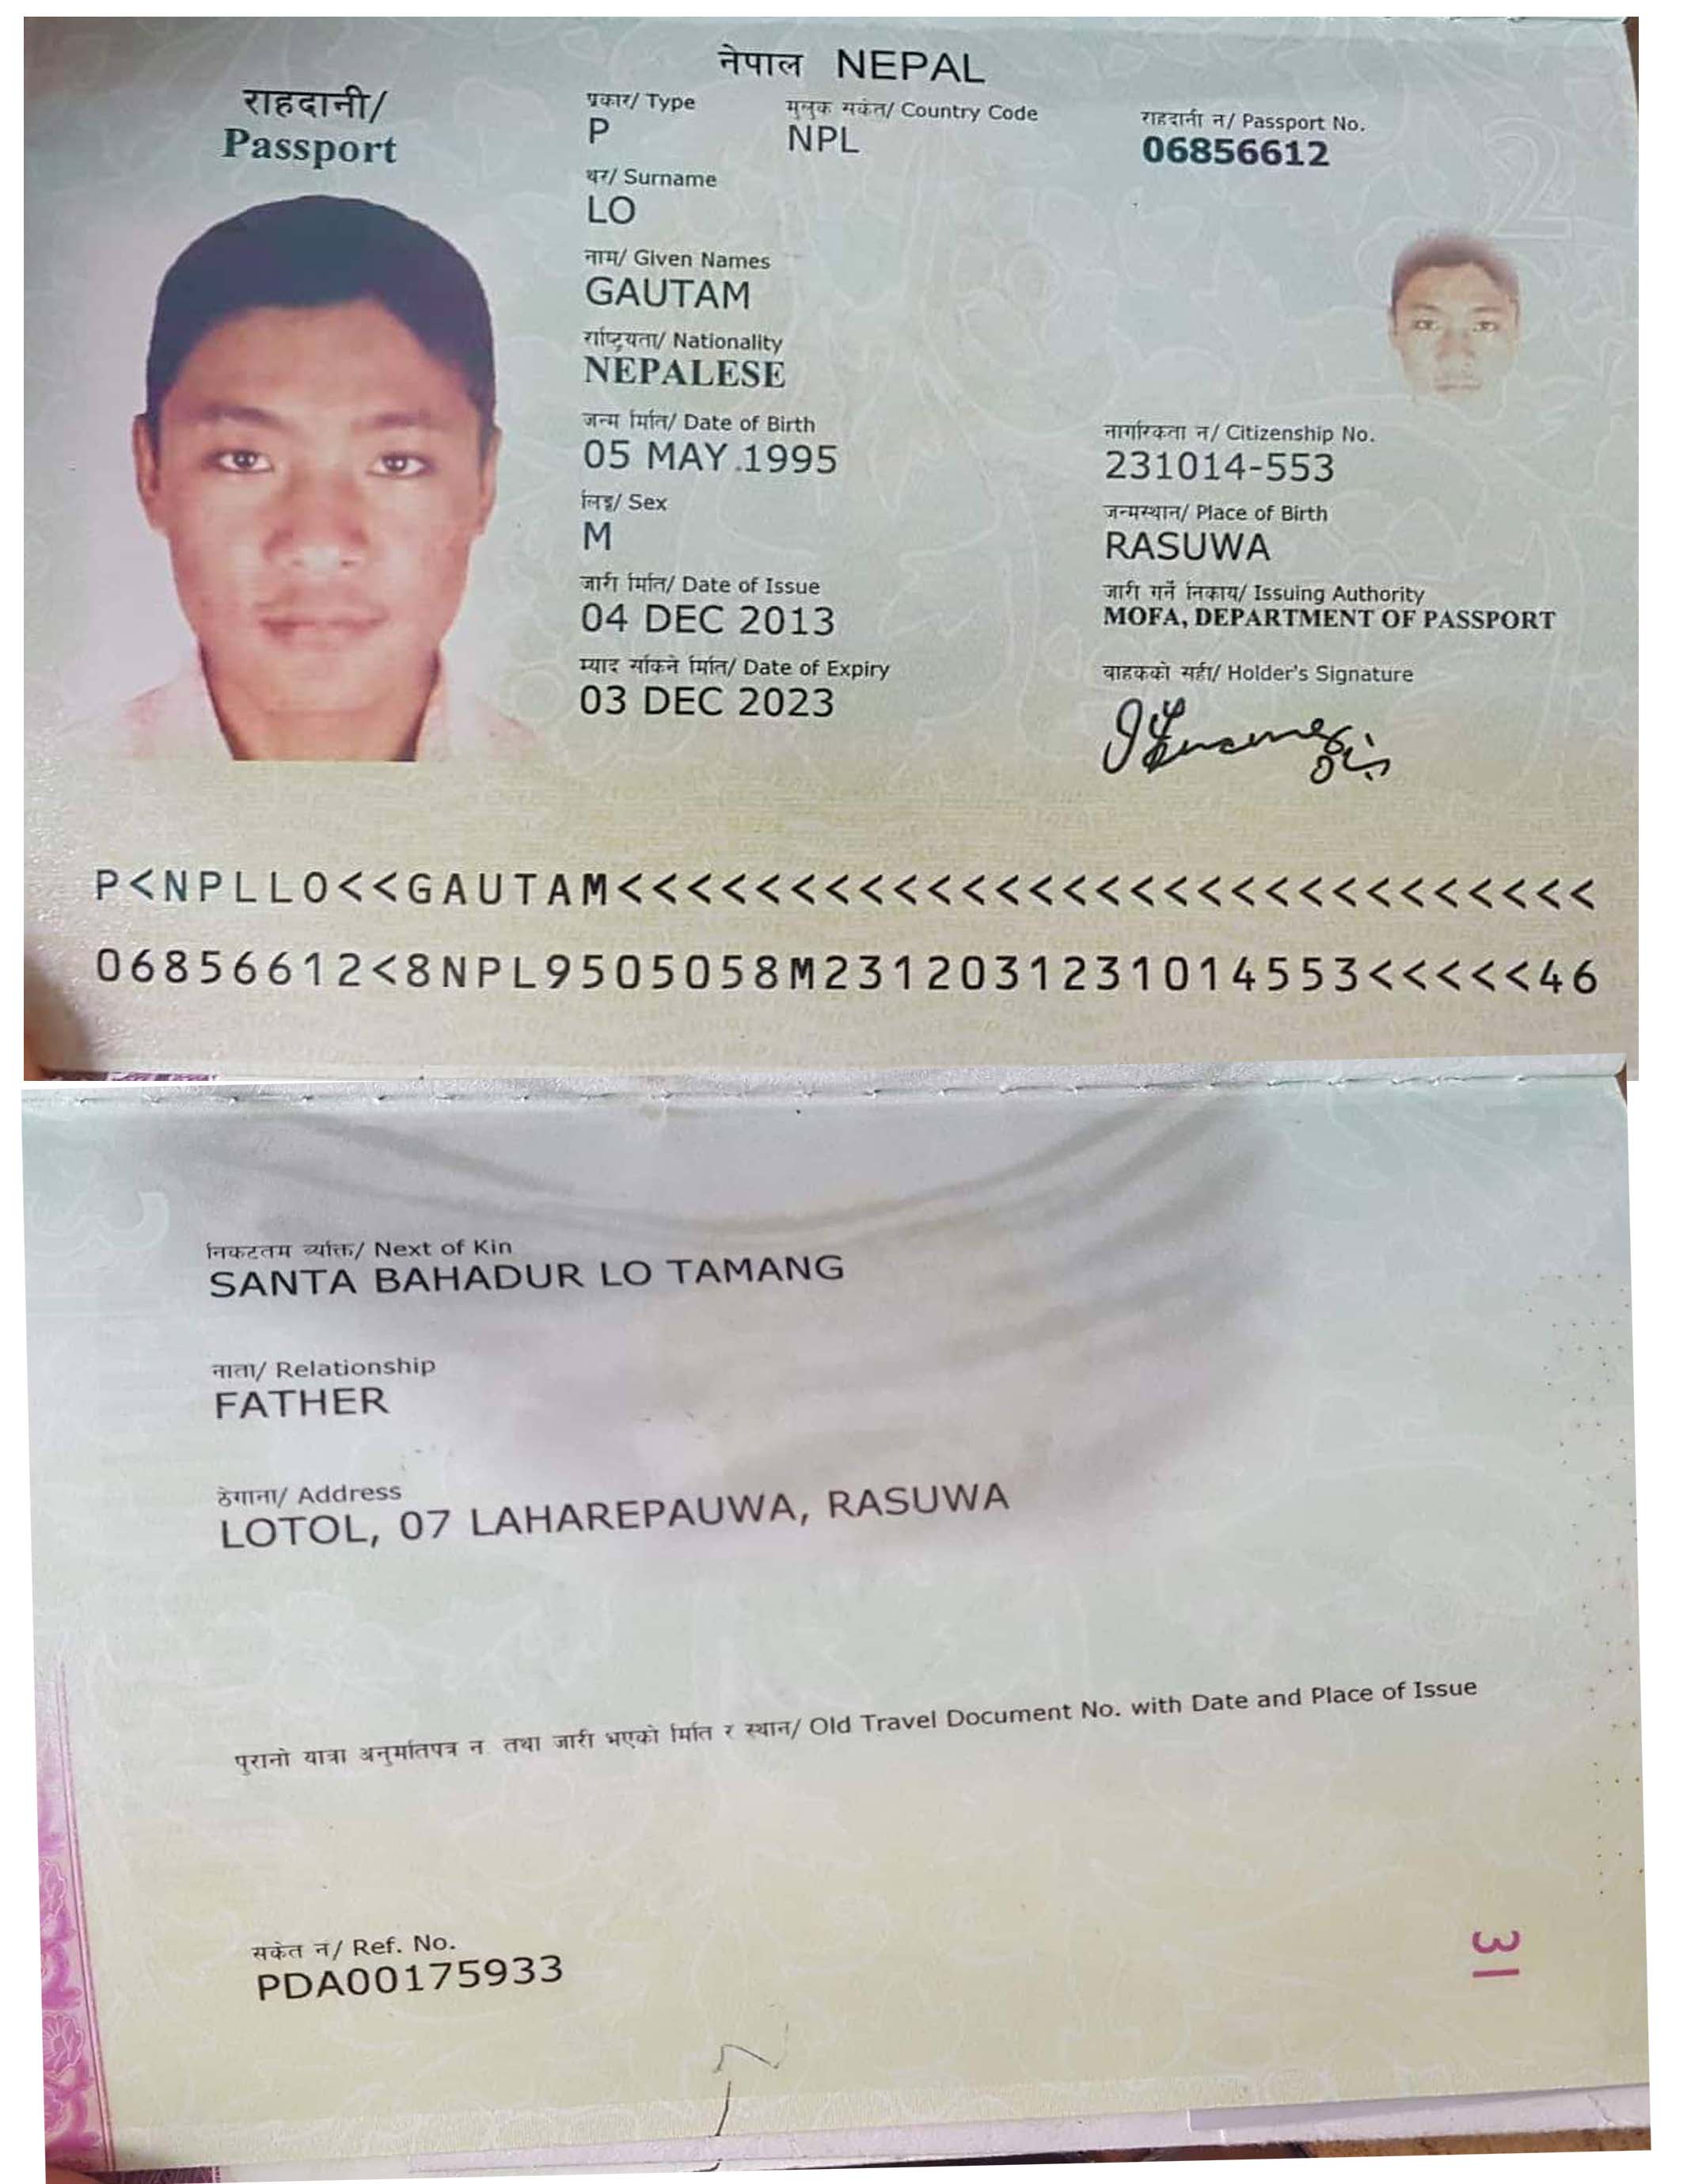 नेपाल NEPAL
राहदानी/
Passport
प्रकार/ Type
P
मुलुक संकेत/ Country Code
NPL
राहदानी नं/ Passport No.
06856612
थर/ Surname
LO
नाम/ Given Names
GAUTAM
राष्ट्रियता/ Nationality
NEPALESE
जन्म मिति/ Date of Birth
05 MAY 1995
नागरिकता नं/ Citizenship No.
231014-553
लिङ्ग/ Sex
M
जन्मस्थान/ Place of Birth
RASUWA
जारी मिति/ Date of Issue
04 DEC 2013
जारी गर्ने निकाय/ Issuing Authority
MOFA, DEPARTMENT OF PASSPORT
म्याद सकिने मिति/ Date of Expiry
03 DEC 2023
वाहकको सही/ Holder's Signature
P<NPLLO<<GAUTAM<<<<<<<<<<<<<<<<<<<<<<<<<<<<<
06856612<8NPL9505058M2312031231014553<<<<<46
निकटतम व्यक्ति/ Next of Kin
SANTA BAHADUR LO TAMANG
नाता/ Relationship
FATHER
ठेगाना/ Address
LOTOL, 07 LAHAREPAUWA, RASUWA
पुरानो यात्रा अनुमतिपत्र नं तथा जारी भएको मिति र स्थान/ Old Travel Document No. with Date and Place of Issue
संकेत नं/ Ref. No.
PDA00175933
31